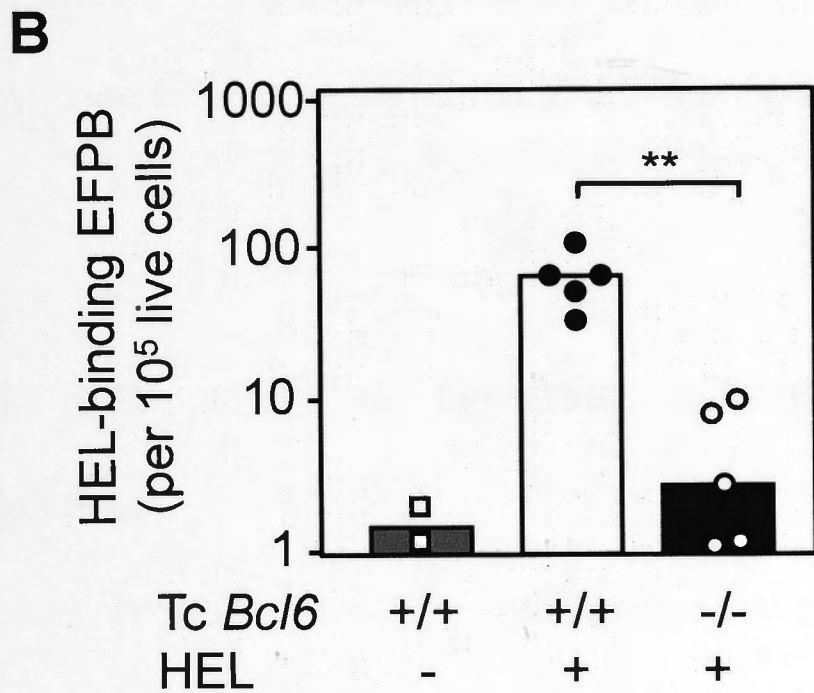 B
HEL-binding EFPB
(per 10⁵ live cells)
1000
100
10
1
**
Tc Bcl6 +/+ +/+ -/-
HEL - + +